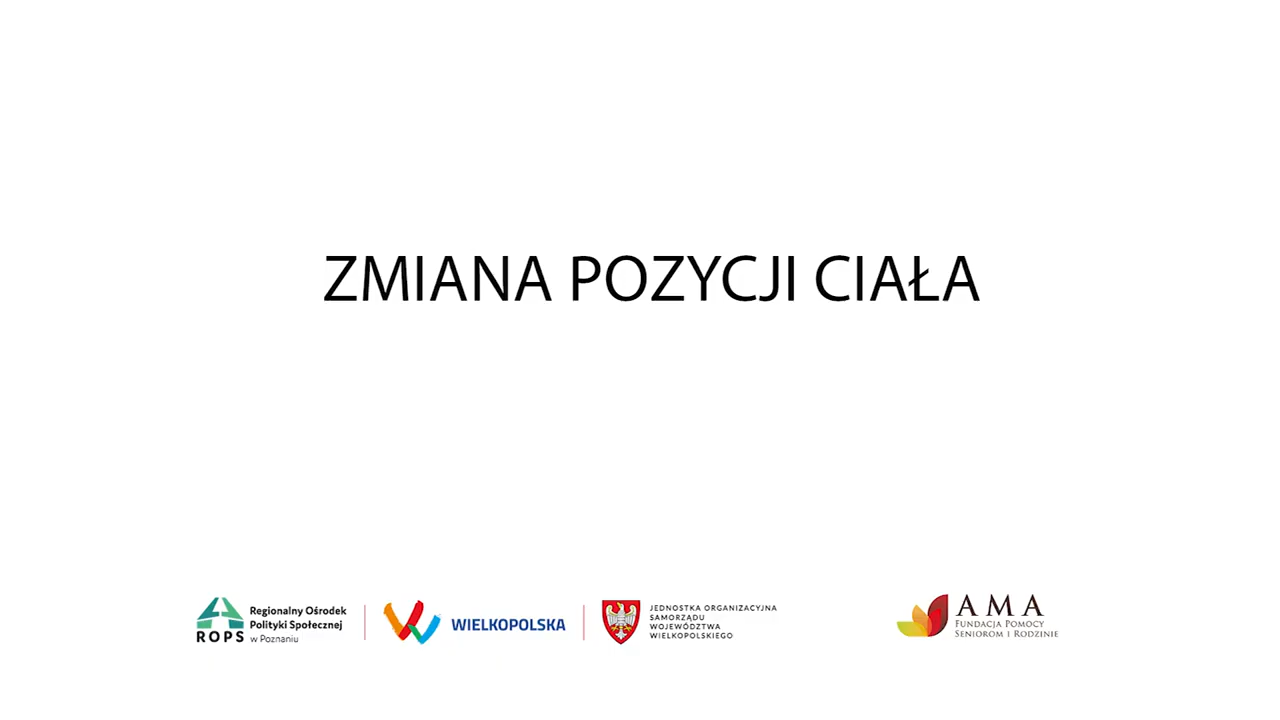 ZMIANA POZYCJI CIAŁA
ROPS
Regionalny Ośrodek
Polityki Społecznej
w Poznaniu
WIELKOPOLSKA
JEDNOSTKA ORGANIZACYJNA
SAMORZĄDU
WOJEWÓDZTWA
WIELKOPOLSKIEGO
AMA
FUNDACJA POMOCY
SENIOROM I RODZINIE